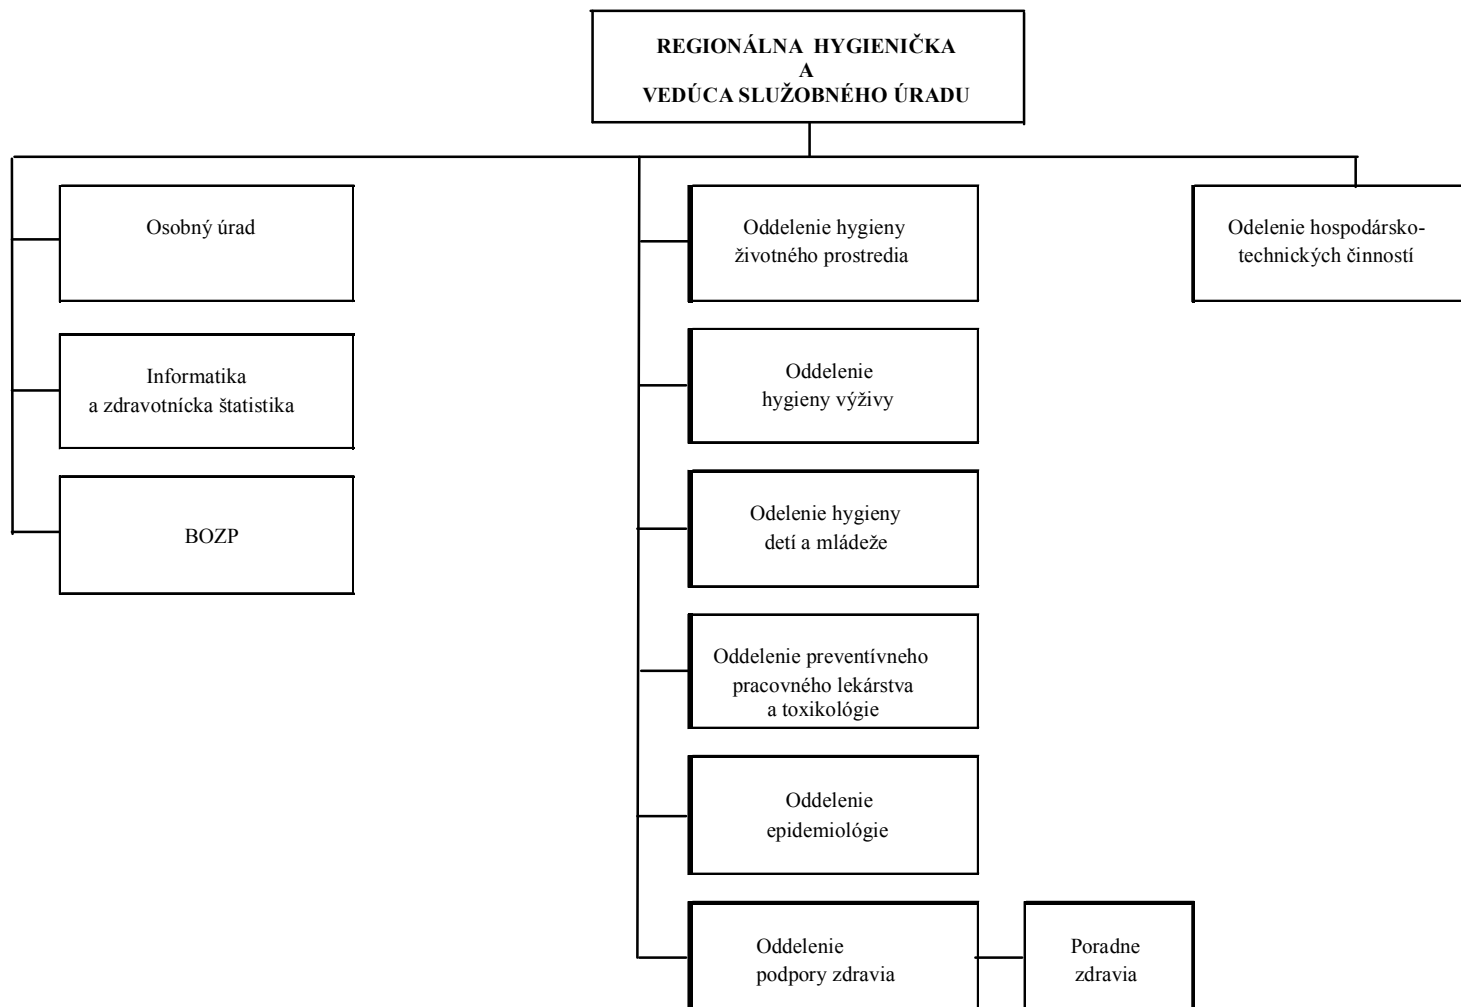 REGIONÁLNA HYGIENIČKA
A
VEDÚCA SLUŽOBNÉHO ÚRADU
Osobný úrad
Informatika
a zdravotnícka štatistika
BOZP
Oddelenie hygieny
životného prostredia
Oddelenie
hygieny výživy
Odelenie hygieny
detí a mládeže
Oddelenie preventívneho
pracovného lekárstva
a toxikológie
Oddelenie
epidemiológie
Oddelenie
podpory zdravia
Poradne
zdravia
Odelenie hospodársko-
technických činností